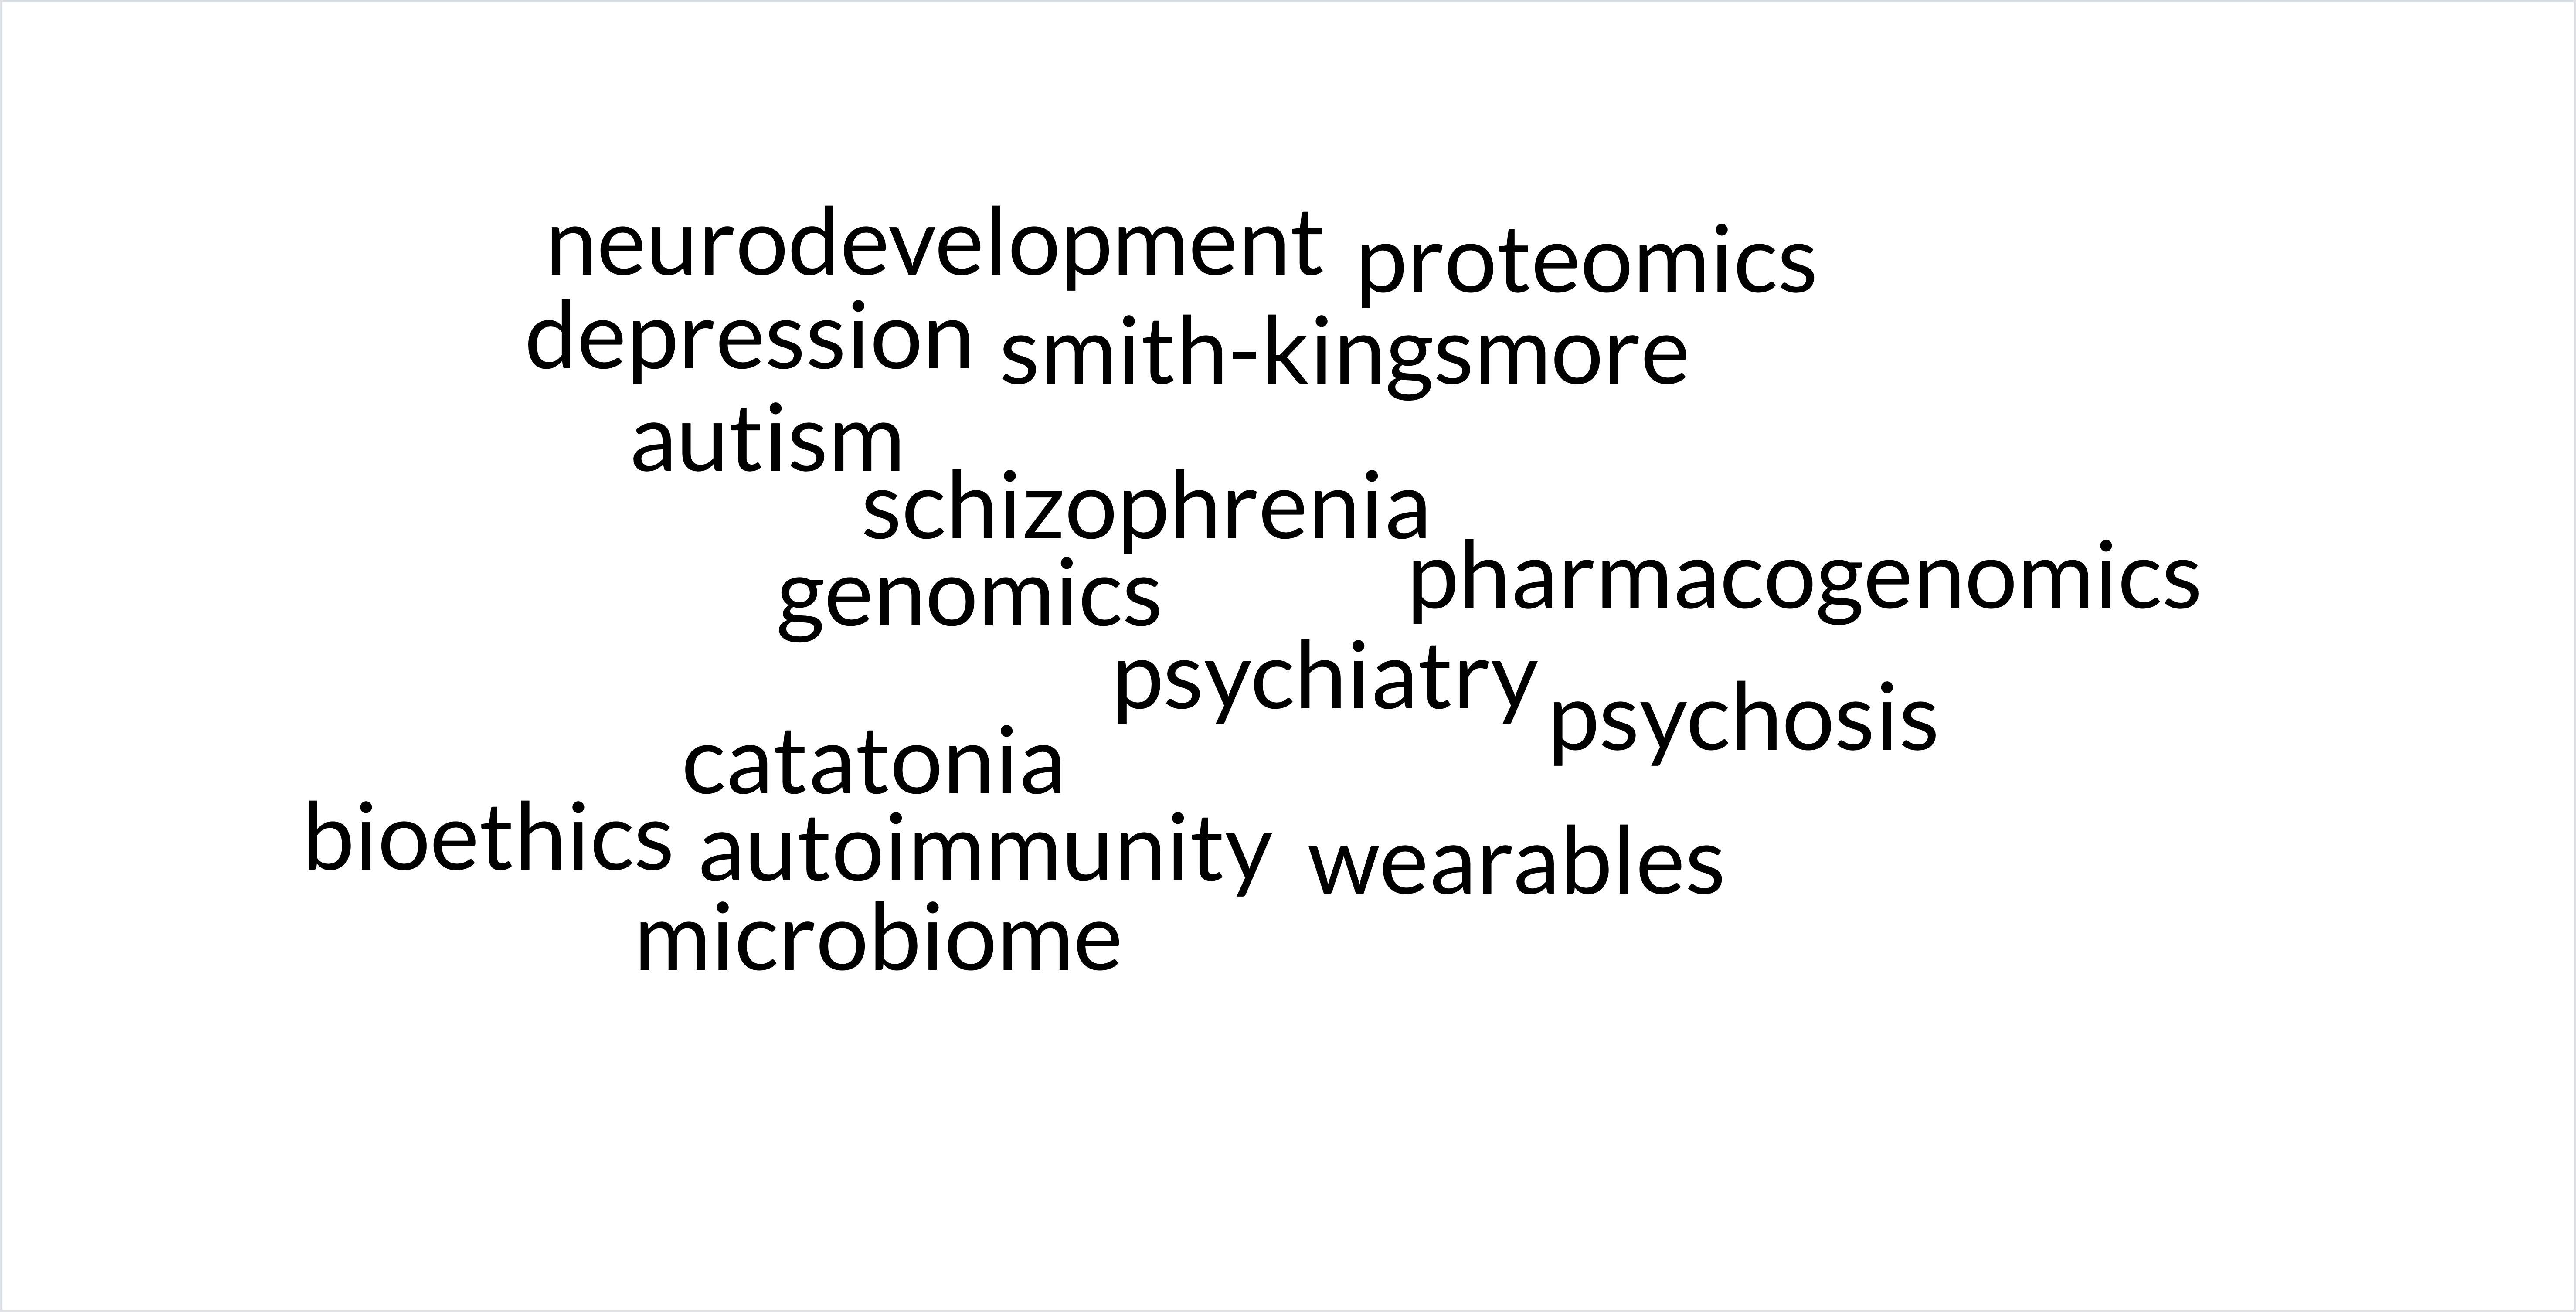 neurodevelopment proteomics
depression smith-kingsmore
autism
schizophrenia
genomics pharmacogenomics
psychiatry psychosis
catatonia
bioethics autoimmunity wearables
microbiome